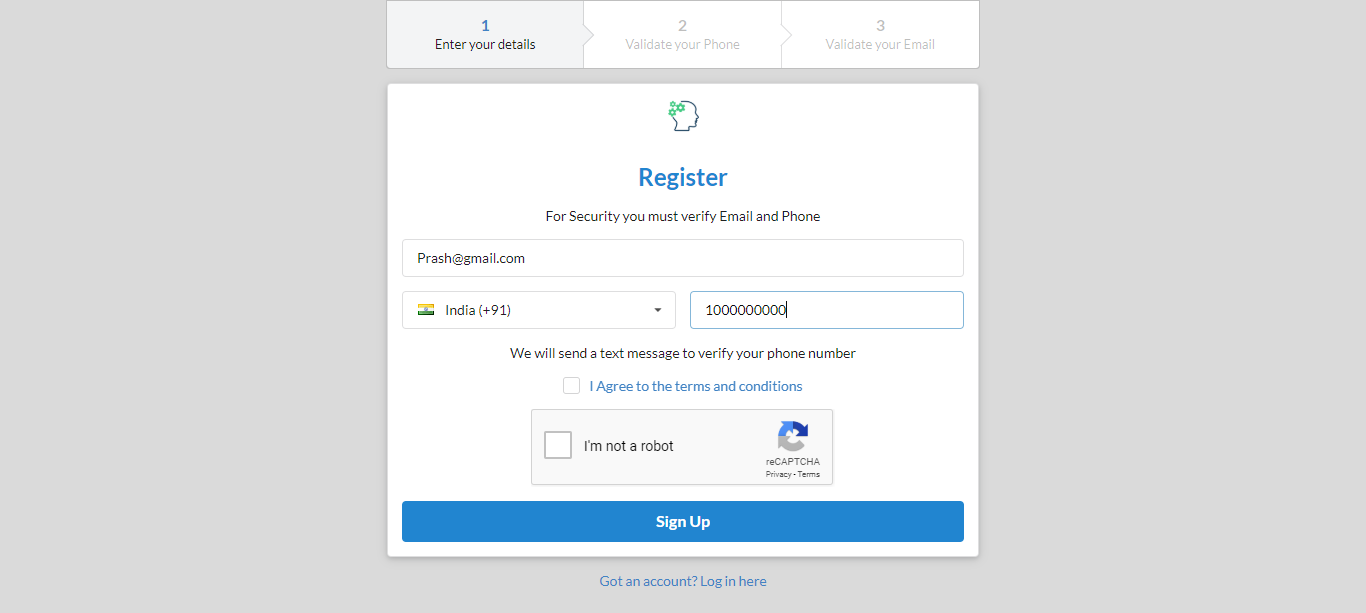 1
Enter your details
2
Validate your Phone
3
Validate your Email
Register
For Security you must verify Email and Phone
Prash@gmail.com
India (+91)
1000000000
We will send a text message to verify your phone number
I Agree to the terms and conditions
I'm not a robot
reCAPTCHA
Privacy - Terms
Sign Up
Got an account? Log in here